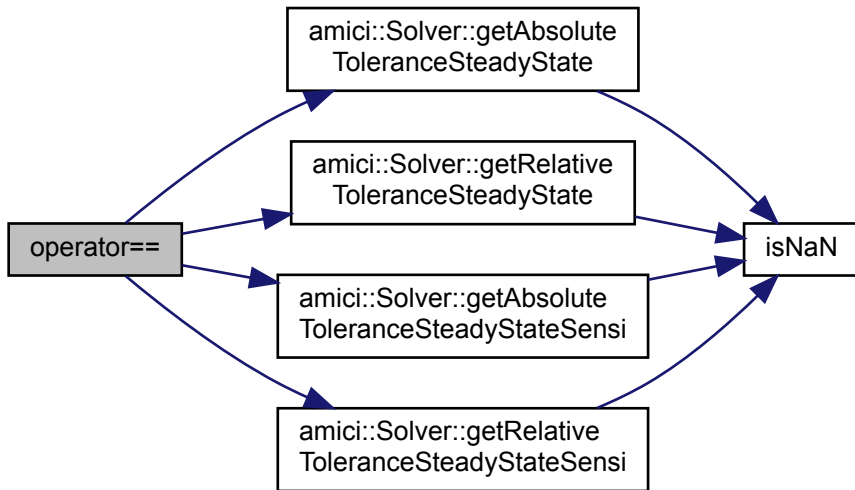 operator==
amici::Solver::getAbsolute
ToleranceSteadyState
amici::Solver::getRelative
ToleranceSteadyState
amici::Solver::getAbsolute
ToleranceSteadyStateSensi
amici::Solver::getRelative
ToleranceSteadyStateSensi
isNaN